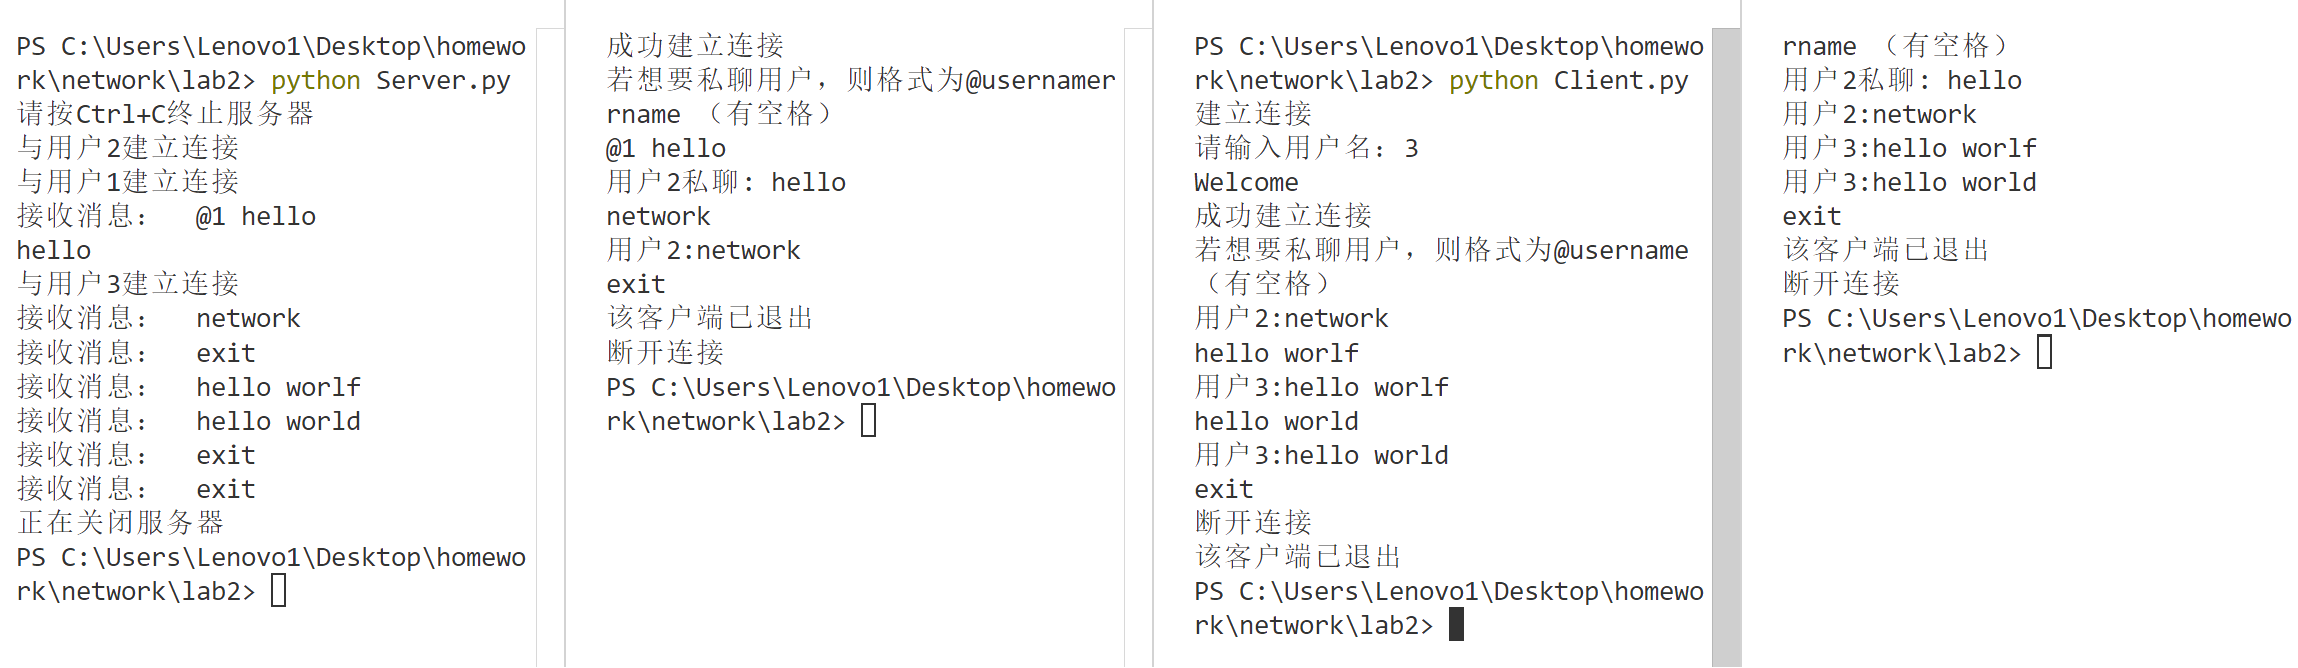 PS C:\Users\Lenovo1\Desktop\homewo
rk\network\lab2> python Server.py
请按Ctrl+C终止服务器
与用户2建立连接
与用户1建立连接
接收消息：  @1 hello
hello
与用户3建立连接
接收消息：  network
接收消息：  exit
接收消息：  hello worlf
接收消息：  hello world
接收消息：  exit
接收消息：  exit
正在关闭服务器
PS C:\Users\Lenovo1\Desktop\homewo
rk\network\lab2>
成功建立连接
若想要私聊用户，则格式为@usernamer
rname （有空格）
@1 hello
用户2私聊: hello
network
用户2:network
exit
该客户端已退出
断开连接
PS C:\Users\Lenovo1\Desktop\homewo
rk\network\lab2>
PS C:\Users\Lenovo1\Desktop\homewo
rk\network\lab2> python Client.py
建立连接
请输入用户名：3
Welcome
成功建立连接
若想要私聊用户，则格式为@username
（有空格）
用户2:network
hello worlf
用户3:hello worlf
hello world
用户3:hello world
exit
断开连接
该客户端已退出
PS C:\Users\Lenovo1\Desktop\homewo
rk\network\lab2>
rname （有空格）
用户2私聊: hello
用户2:network
用户3:hello worlf
用户3:hello world
exit
该客户端已退出
断开连接
PS C:\Users\Lenovo1\Desktop\homewo
rk\network\lab2>